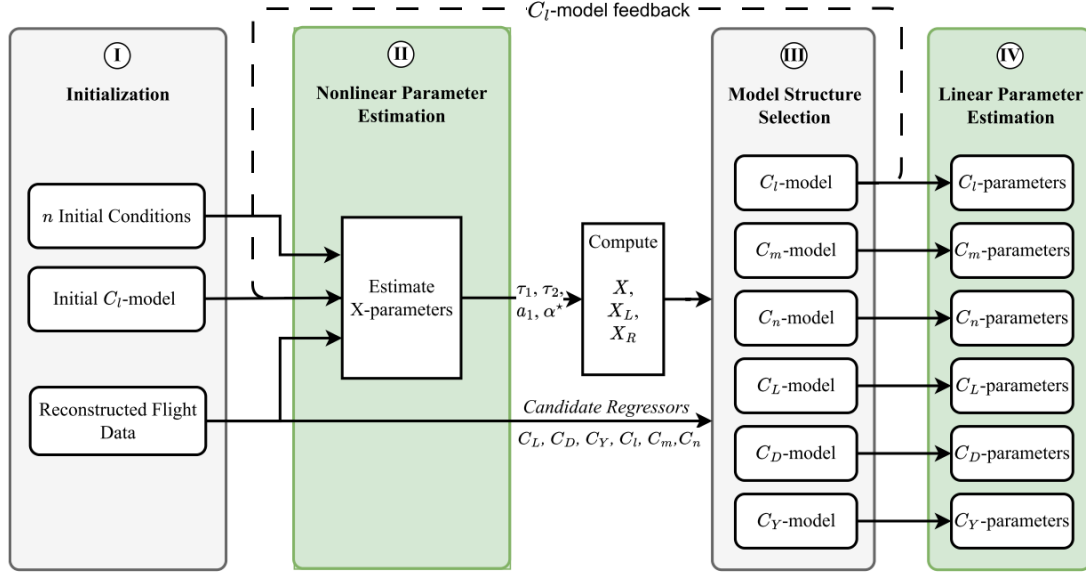 C_l-model feedback
I
Initialization
n Initial Conditions
Initial C_l-model
Reconstructed Flight
Data
II
Nonlinear Parameter
Estimation
Estimate
X-parameters
τ_1, τ_2,
a_1, α*
Compute
X,
X_L,
X_R
Candidate Regressors
C_L, C_D, C_Y, C_l, C_m, C_n
III
Model Structure
Selection
C_l-model
C_m-model
C_n-model
C_L-model
C_D-model
C_Y-model
IV
Linear Parameter
Estimation
C_l-parameters
C_m-parameters
C_n-parameters
C_L-parameters
C_D-parameters
C_Y-parameters